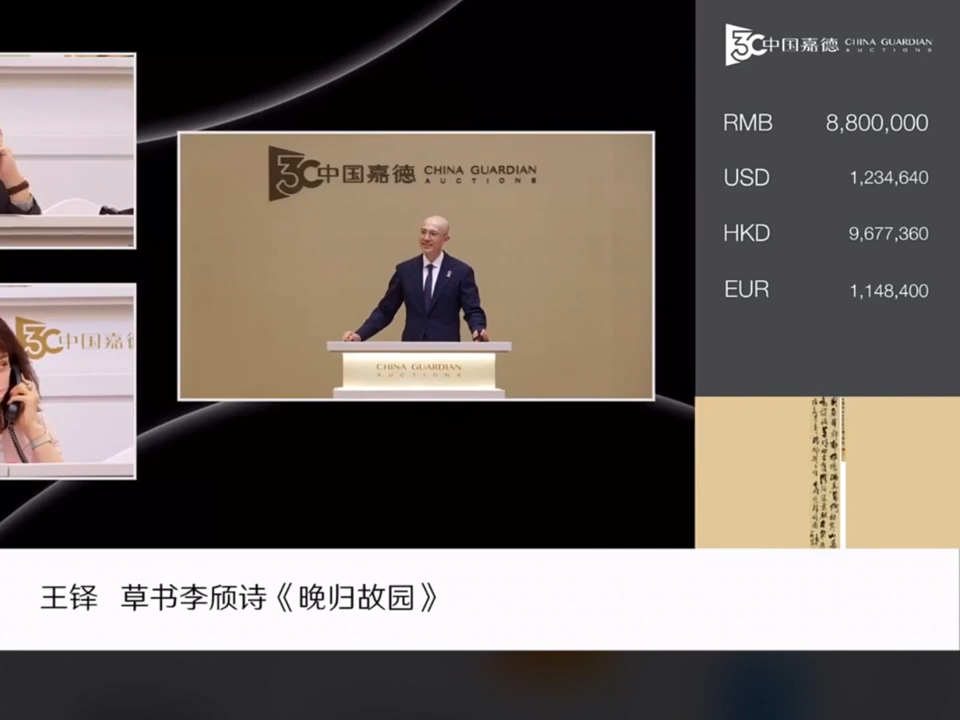 中国嘉德
中国嘉德 CHINA GUARDIAN
AUCTIONS
CHINA GUARDIAN
AUCTIONS
中国嘉德 CHINA GUARDIAN
AUCTIONS
RMB 8,800,000
USD 1,234,640
HKD 9,677,360
EUR 1,148,400
王铎 草书李颀诗《晚归故园》